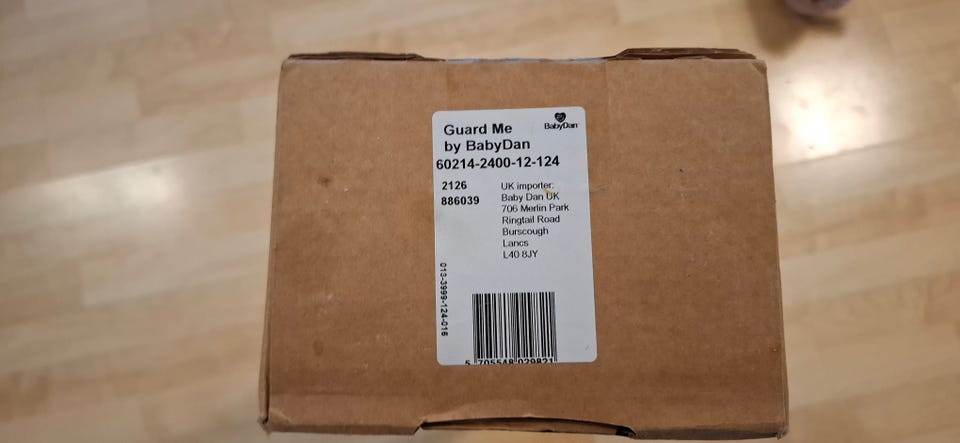 Guard Me
by BabyDan
BabyDan
60214-2400-12-124
2126
886039
UK importer:
Baby Dan UK
706 Merlin Park
Ringtail Road
Burscough
Lancs
L40 8JY
013-3999-124-016
5 705548 029821